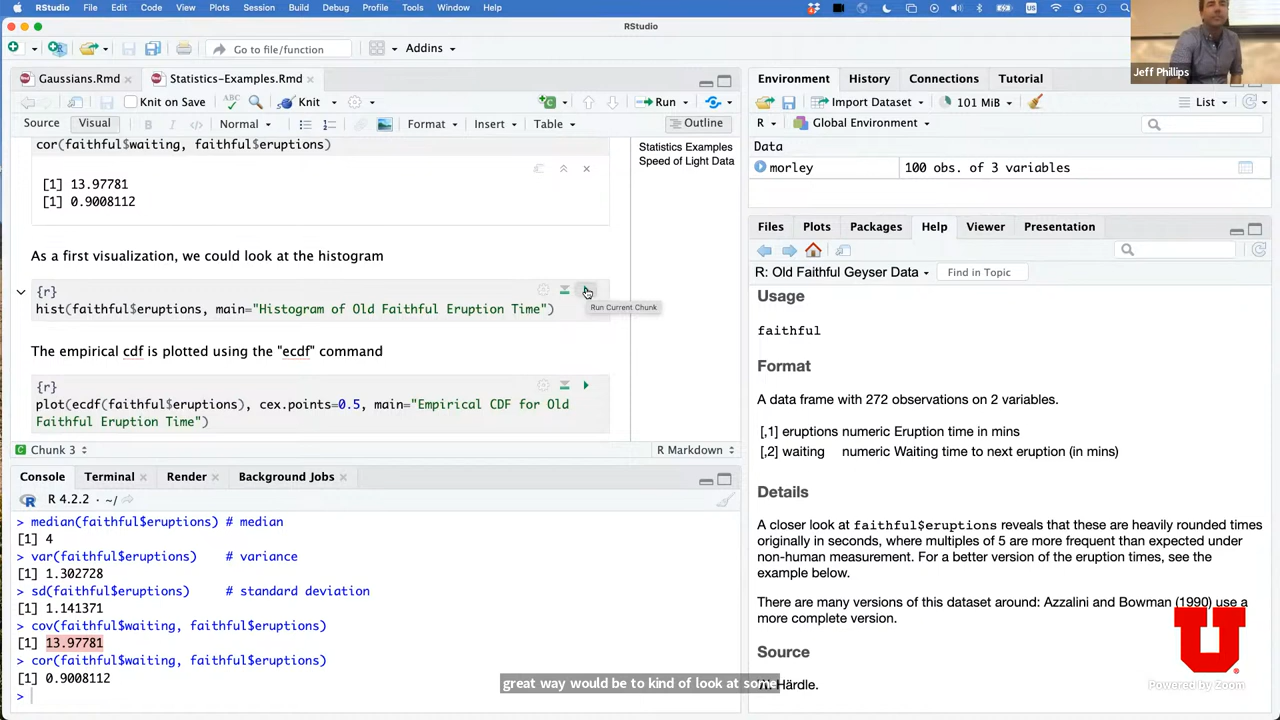 RStudio File Edit Code View Plots Session Build Debug Profile Tools Window Help
RStudio
Go to file/function
Addins
Gaussians.Rmd
Statistics-Examples.Rmd
Knit on Save
ABC
Knit
Run
Source
Visual
B
I
Normal
Format
Insert
Table
Outline
cor(faithful$waiting, faithful$eruptions)
[1] 13.97781
[1] 0.9008112
As a first visualization, we could look at the histogram
{r}
hist(faithful$eruptions, main="Histogram of Old Faithful Eruption Time")
Run Current Chunk
The empirical cdf is plotted using the "ecdf" command
{r}
plot(ecdf(faithful$eruptions), cex.points=0.5, main="Empirical CDF for Old
Faithful Eruption Time")
Statistics Examples
Speed of Light Data
Chunk 3
R Markdown
Console
Terminal
Render
Background Jobs
R 4.2.2 · ~/
> median(faithful$eruptions) # median
[1] 4
> var(faithful$eruptions) # variance
[1] 1.302728
> sd(faithful$eruptions) # standard deviation
[1] 1.141371
> cov(faithful$waiting, faithful$eruptions)
[1] 13.97781
> cor(faithful$waiting, faithful$eruptions)
[1] 0.9008112
>
Environment
History
Connections
Tutorial
Import Dataset
101 MiB
List
R
Global Environment
Data
morley
100 obs. of 3 variables
Files
Plots
Packages
Help
Viewer
Presentation
R: Old Faithful Geyser Data
Find in Topic
Usage
faithful
Format
A data frame with 272 observations on 2 variables.
[,1] eruptions numeric Eruption time in mins
[,2] waiting numeric Waiting time to next eruption (in mins)
Details
A closer look at faithful$eruptions reveals that these are heavily rounded times
originally in seconds, where multiples of 5 are more frequent than expected under
non-human measurement. For a better version of the eruption times, see the
example below.
There are many versions of this dataset around: Azzalini and Bowman (1990) use a
more complete version.
Source
Härdle.
Jeff Phillips
great way would be to kind of look at some
U
Powered by Zoom